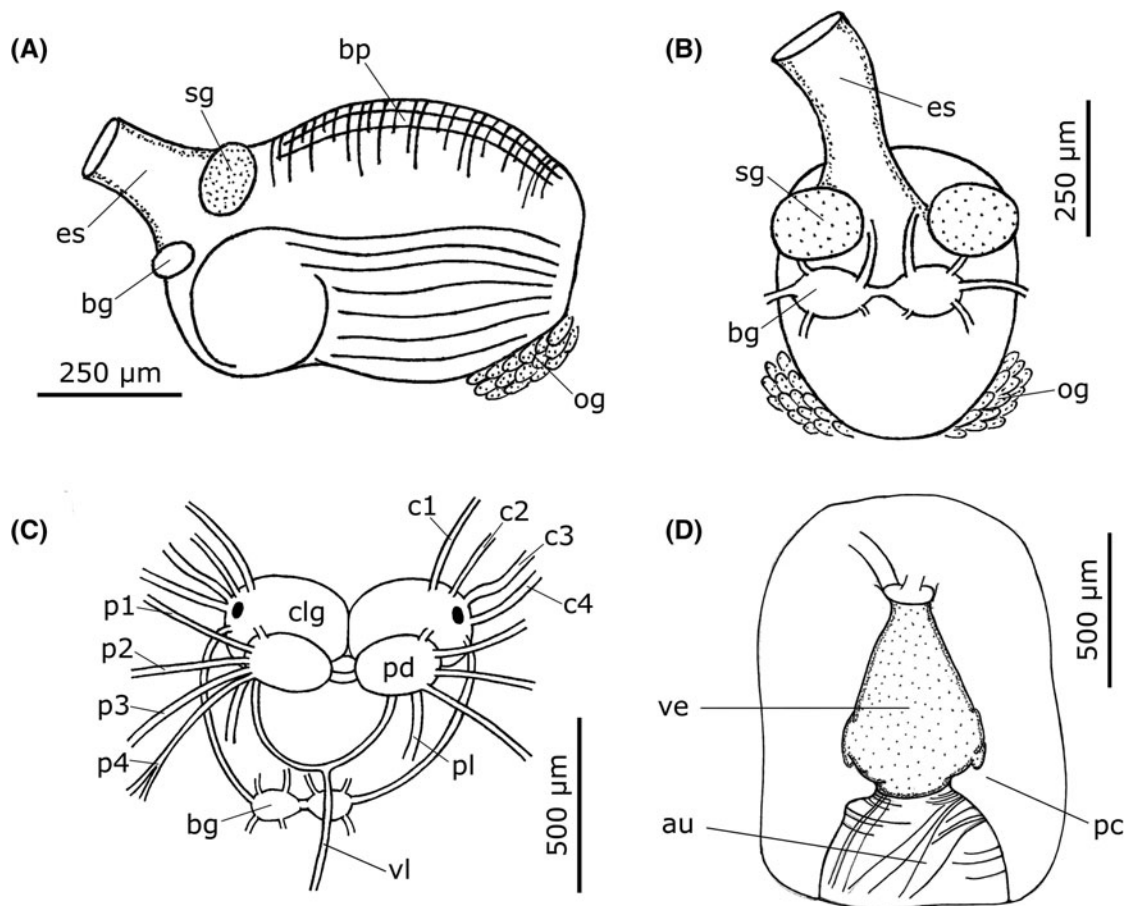 (A)
bp
sg
es
bg
250 µm
og
(B)
es
sg
250 µm
bg
og
(C)
c1
c2
c3
c4
p1
clg
p2
pd
p3
p4
pl
bg
vl
500 µm
(D)
500 µm
ve
au
pc